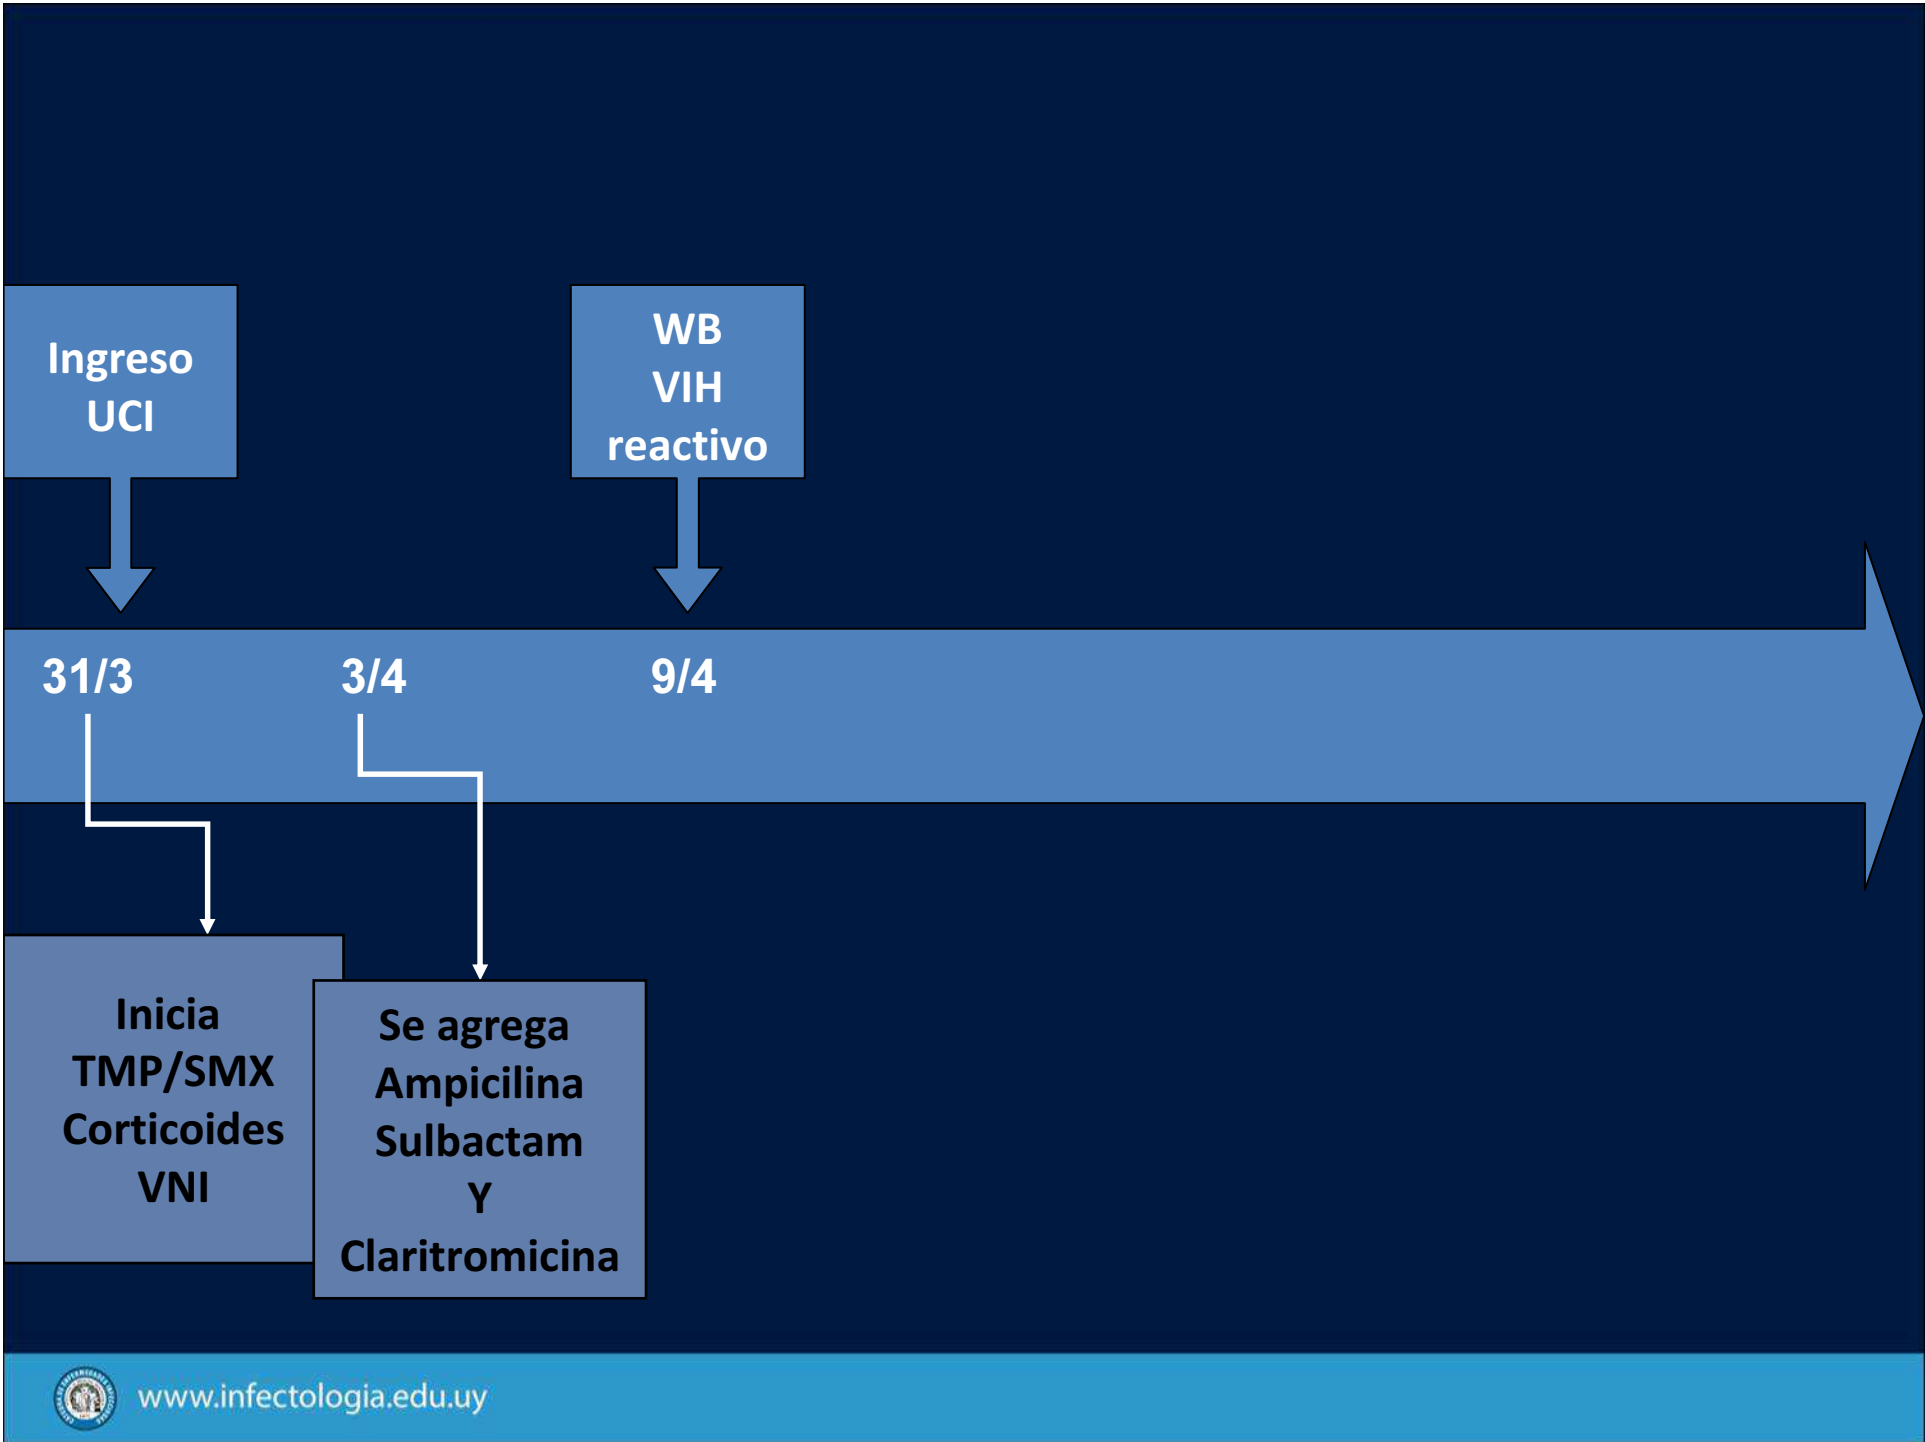 Ingreso
UCI
WB
VIH
reactivo
31/3
3/4
9/4
Inicia
TMP/SMX
Corticoides
VNI
Se agrega
Ampicilina
Sulbactam
Y
Claritromicina
www.infectologia.edu.uy